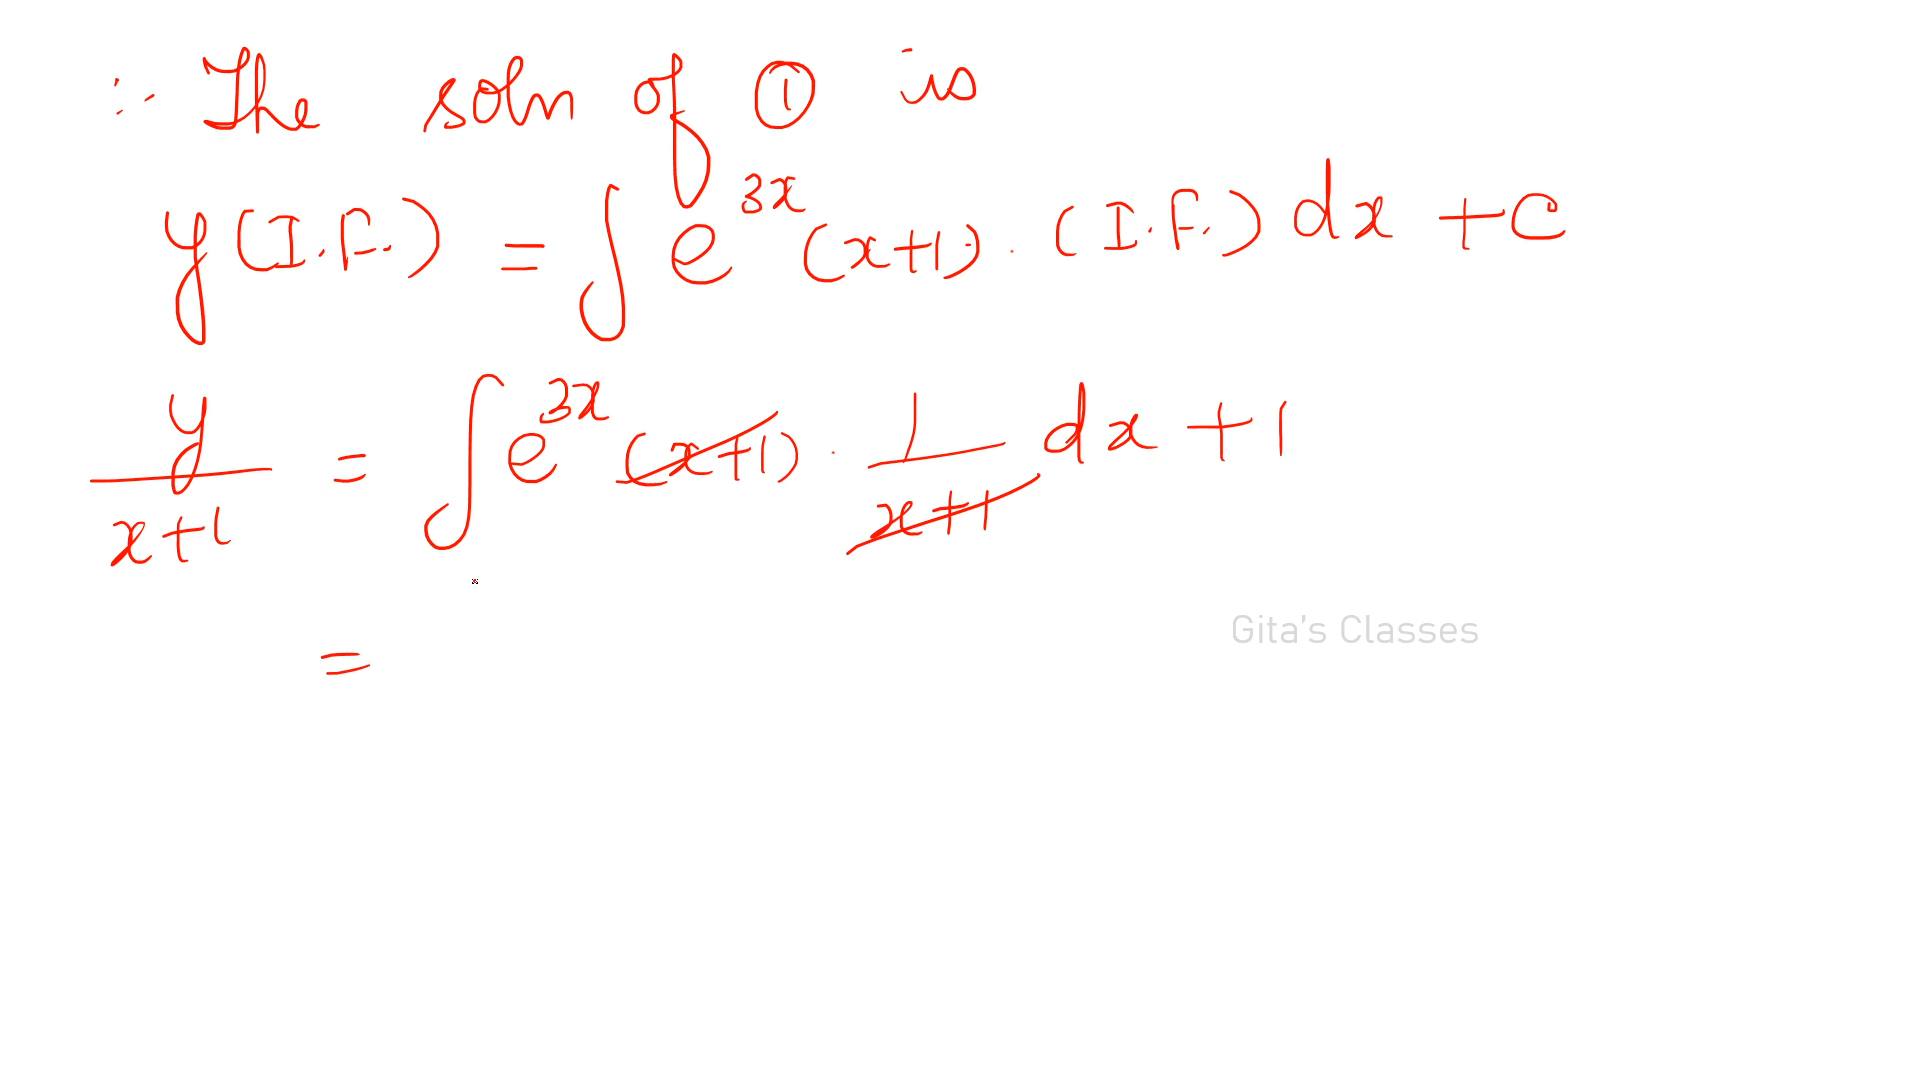 ∴ The soln of ① is
y (I.F.) = ∫ e^{3x} (x+1) · (I.F.) dx + C
y/(x+1) = ∫ e^{3x} (x+1) · 1/(x+1) dx + 1
=
Gita's Classes